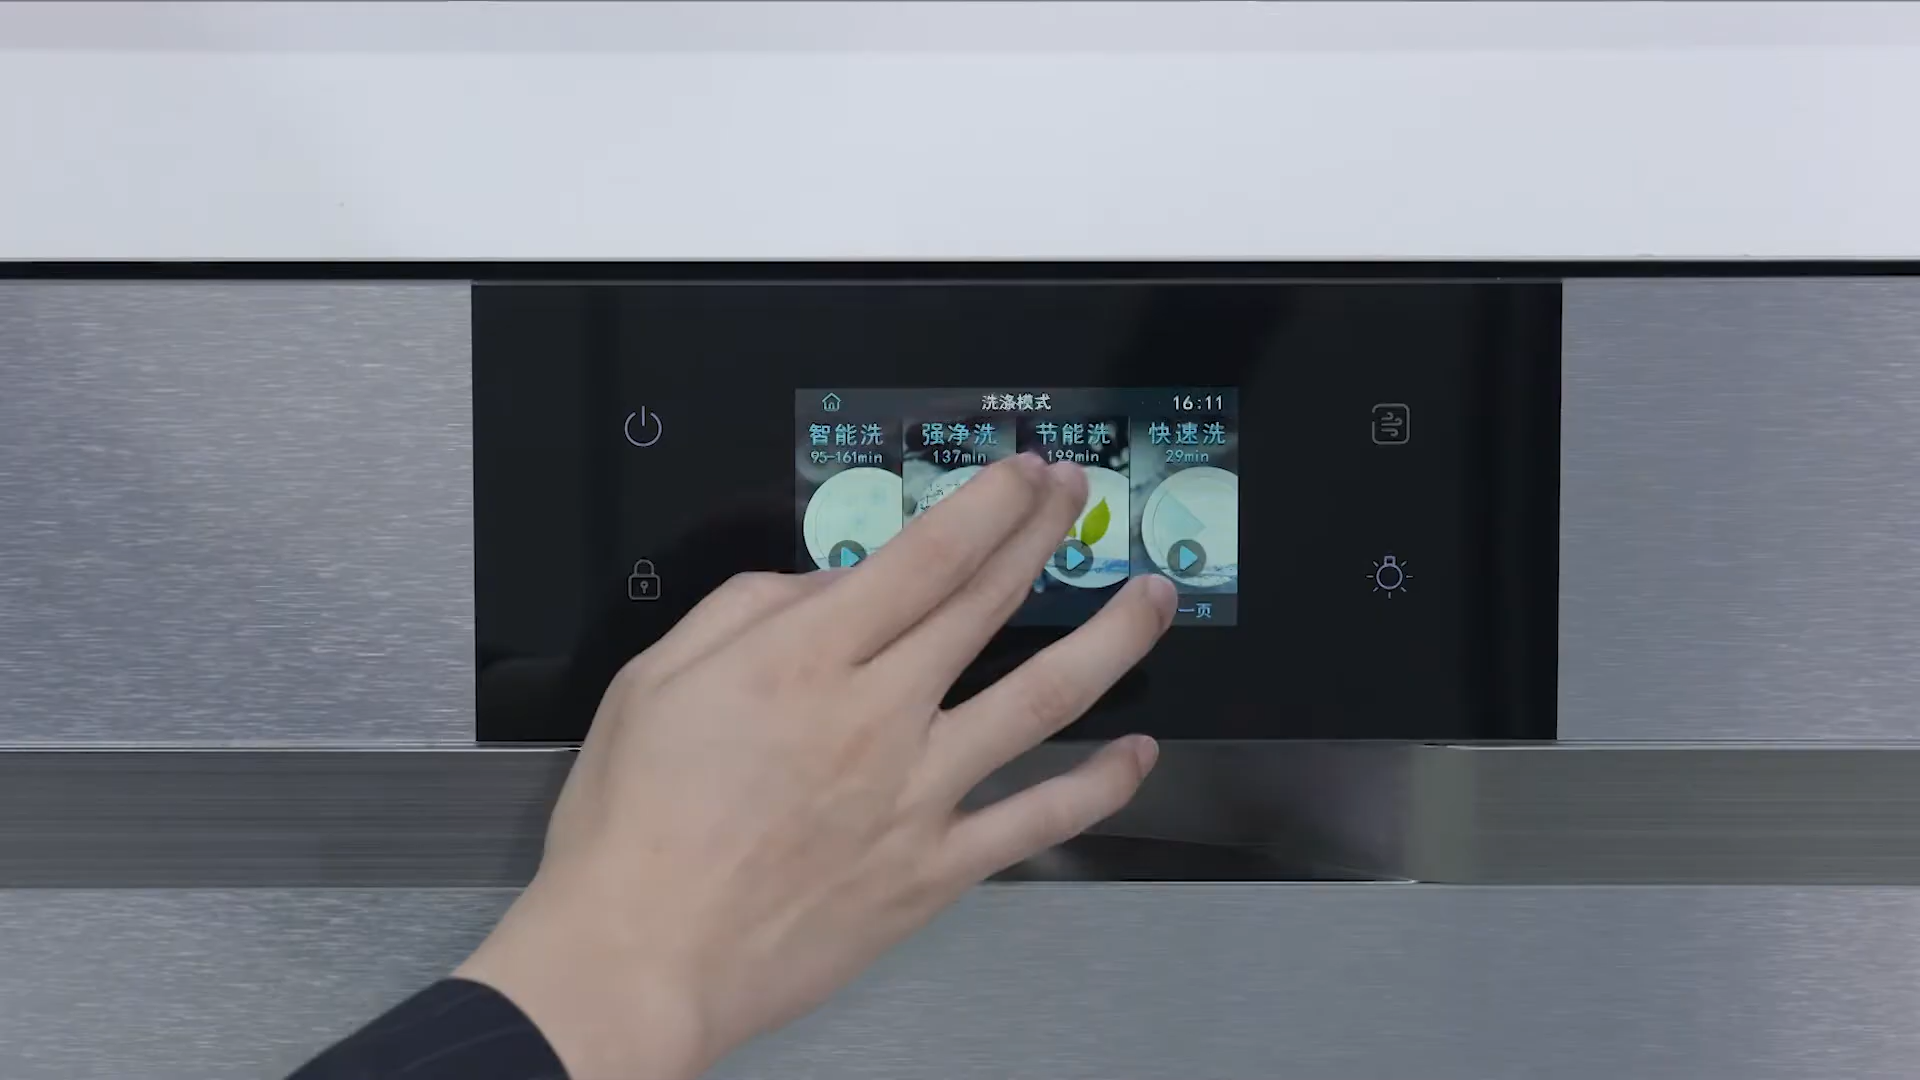 洗涤模式
16:11
智能洗
95-161min
强净洗
137min
节能洗
199min
快速洗
29min
一页